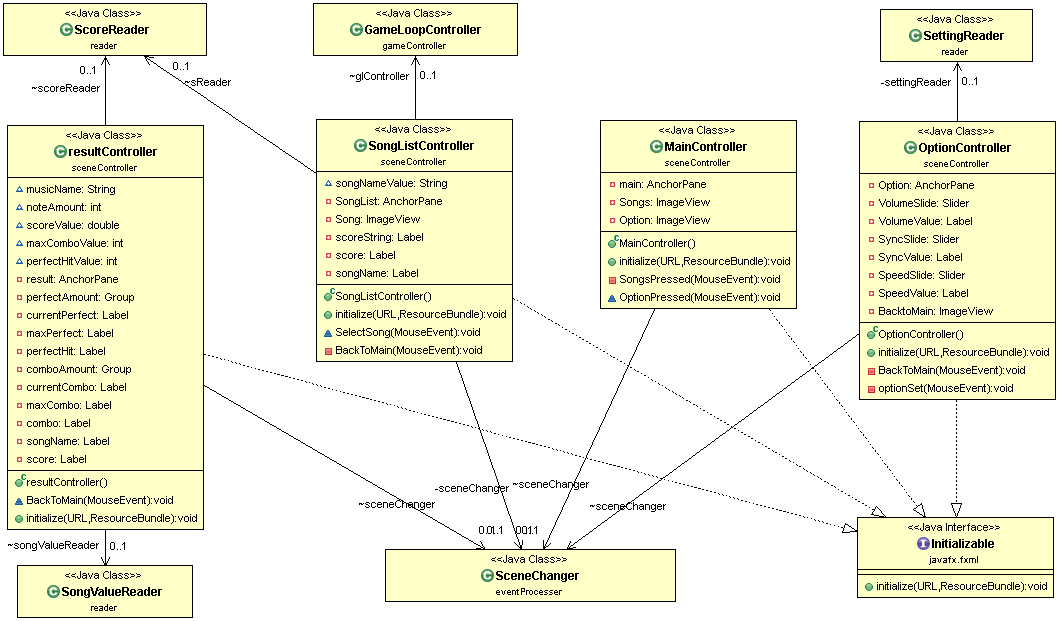 <<Java Class>>
ScoreReader
reader
<<Java Class>>
GameLoopController
gameController
<<Java Class>>
SettingReader
reader
0..1
~scoreReader
0..1
~sReader
~glController
0..1
-settingReader
0..1
<<Java Class>>
resultController
sceneController
musicName: String
noteAmount: int
scoreValue: double
maxComboValue: int
perfectHitValue: int
result: AnchorPane
perfectAmount: Group
currentPerfect: Label
maxPerfect: Label
perfectHit: Label
comboAmount: Group
currentCombo: Label
maxCombo: Label
combo: Label
songName: Label
score: Label
resultController()
BackToMain(MouseEvent):void
initialize(URL,ResourceBundle):void
<<Java Class>>
SongListController
sceneController
songNameValue: String
SongList: AnchorPane
Song: ImageView
scoreString: Label
score: Label
songName: Label
SongListController()
initialize(URL,ResourceBundle):void
SelectSong(MouseEvent):void
BackToMain(MouseEvent):void
<<Java Class>>
MainController
sceneController
main: AnchorPane
Songs: ImageView
Option: ImageView
MainController()
initialize(URL,ResourceBundle):void
SongsPressed(MouseEvent):void
OptionPressed(MouseEvent):void
<<Java Class>>
OptionController
sceneController
Option: AnchorPane
VolumeSlide: Slider
VolumeValue: Label
SyncSlide: Slider
SyncValue: Label
SpeedSlide: Slider
SpeedValue: Label
BacktoMain: ImageView
OptionController()
initialize(URL,ResourceBundle):void
BackToMain(MouseEvent):void
optionSet(MouseEvent):void
-sceneChanger
~sceneChanger
~sceneChanger
~sceneChanger
~songValueReader
0..1
<<Java Class>>
SongValueReader
reader
<<Java Class>>
SceneChanger
eventProcesser
<<Java Interface>>
Initializable
javafx.fxml
initialize(URL,ResourceBundle):void